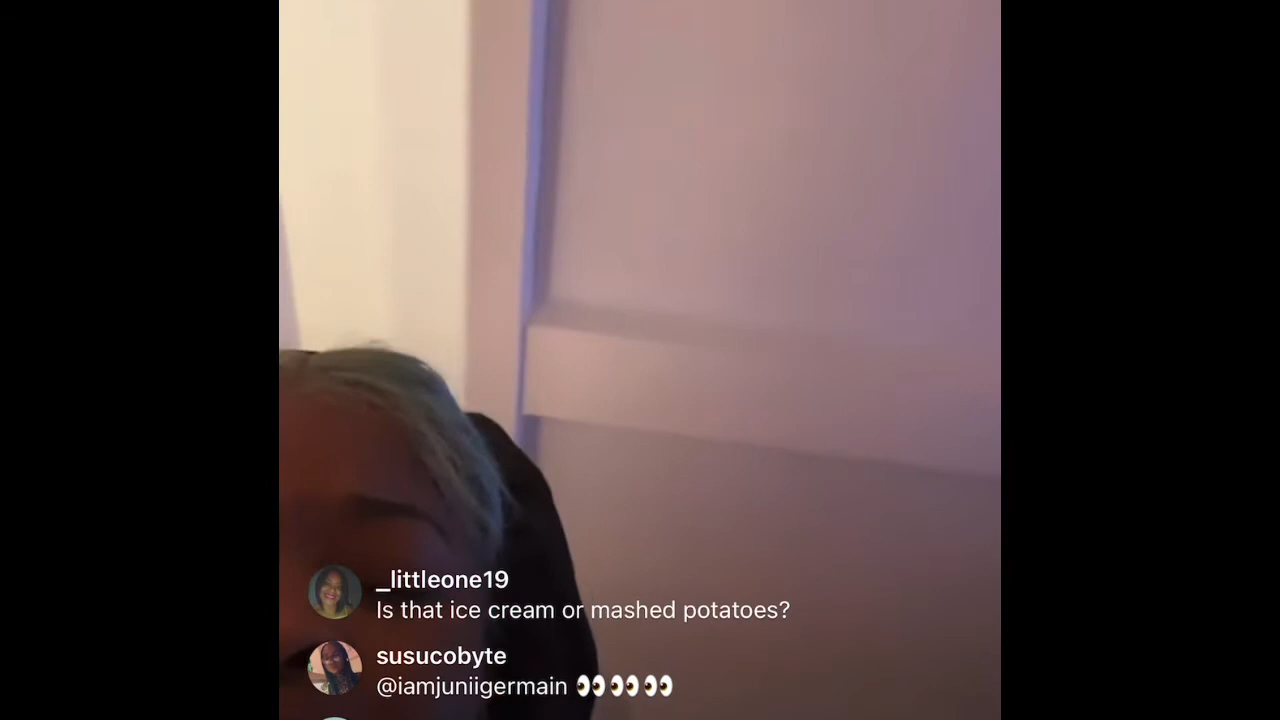 _littleone19
Is that ice cream or mashed potatoes?
susucobyte
@iamjuniigermain 👀👀👀